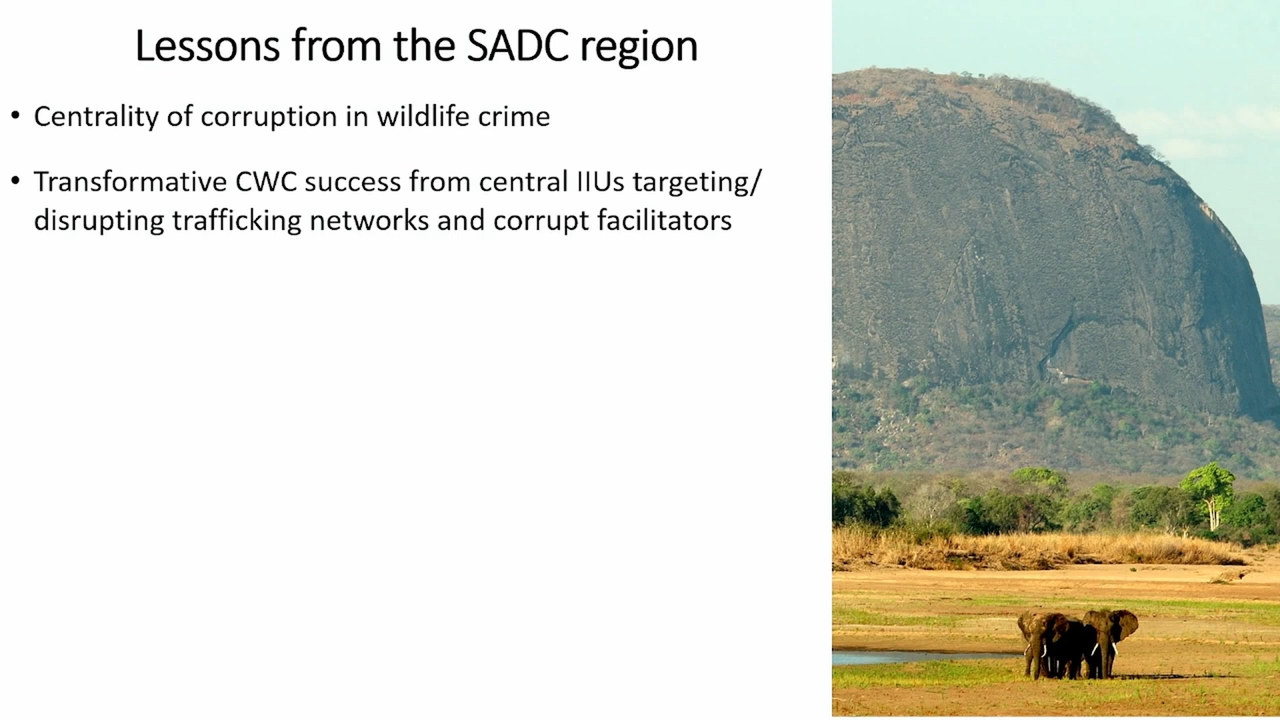 Lessons from the SADC region
• Centrality of corruption in wildlife crime
• Transformative CWC success from central IIUs targeting/
disrupting trafficking networks and corrupt facilitators